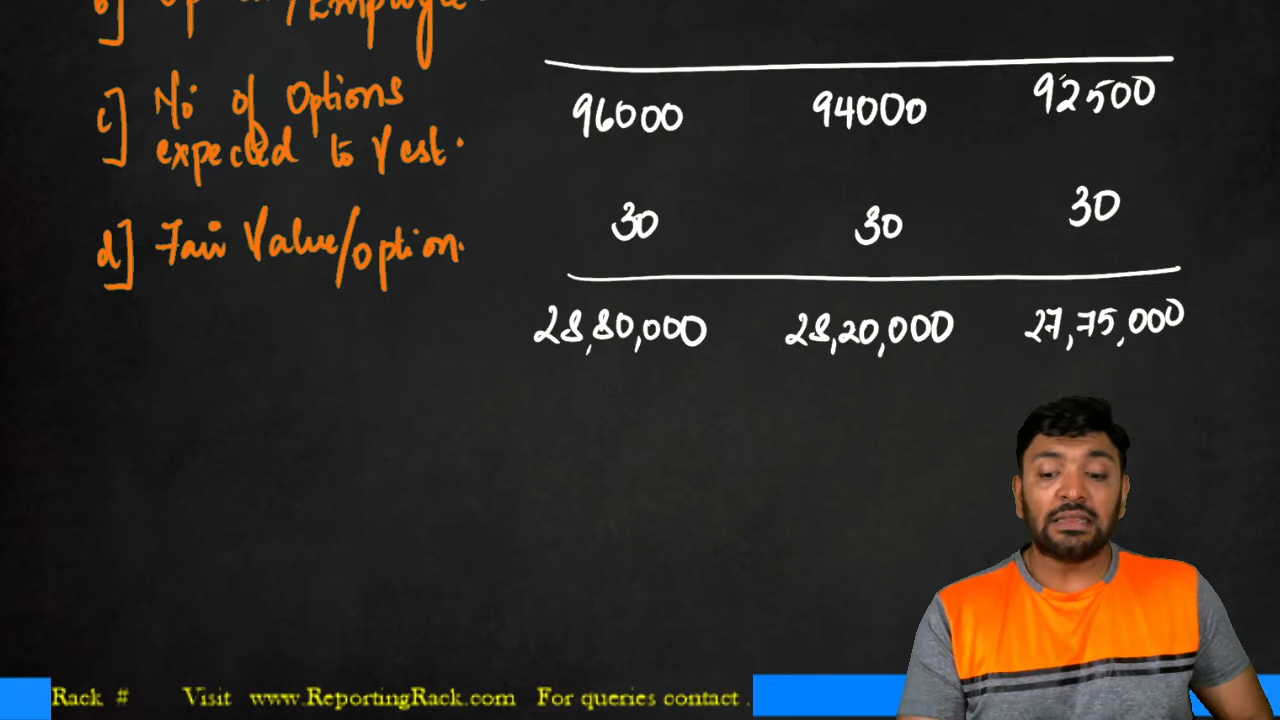 b] /Employee
c] No of Options
expected to Vest.
96000 94000 92500
d] Fair Value/option.
30 30 30
28,80,000 28,20,000 27,75,000
Rack # Visit www.ReportingRack.com For queries contact .